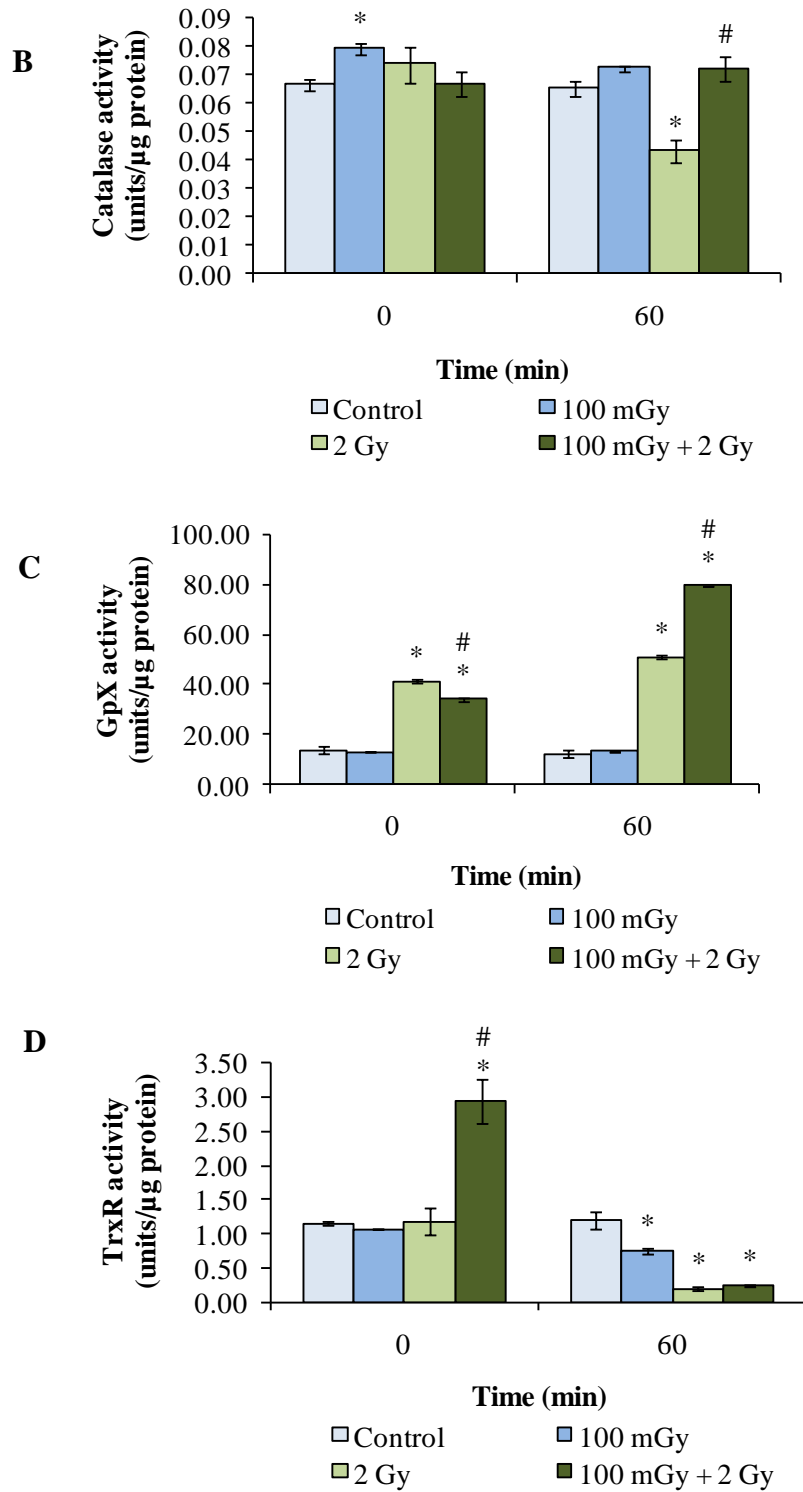 B
Catalase activity
(units/µg protein)
0.09
0.08
0.07
0.06
0.05
0.04
0.03
0.02
0.01
0.00
*
*
#
0
60
Time (min)
Control
100 mGy
2 Gy
100 mGy + 2 Gy
C
GpX activity
(units/µg protein)
100.00
80.00
60.00
40.00
20.00
0.00
*
#
*
*
#
*
0
60
Time (min)
Control
100 mGy
2 Gy
100 mGy + 2 Gy
D
TrxR activity
(units/µg protein)
3.50
3.00
2.50
2.00
1.50
1.00
0.50
0.00
#
*
*
*
*
0
60
Time (min)
Control
100 mGy
2 Gy
100 mGy + 2 Gy